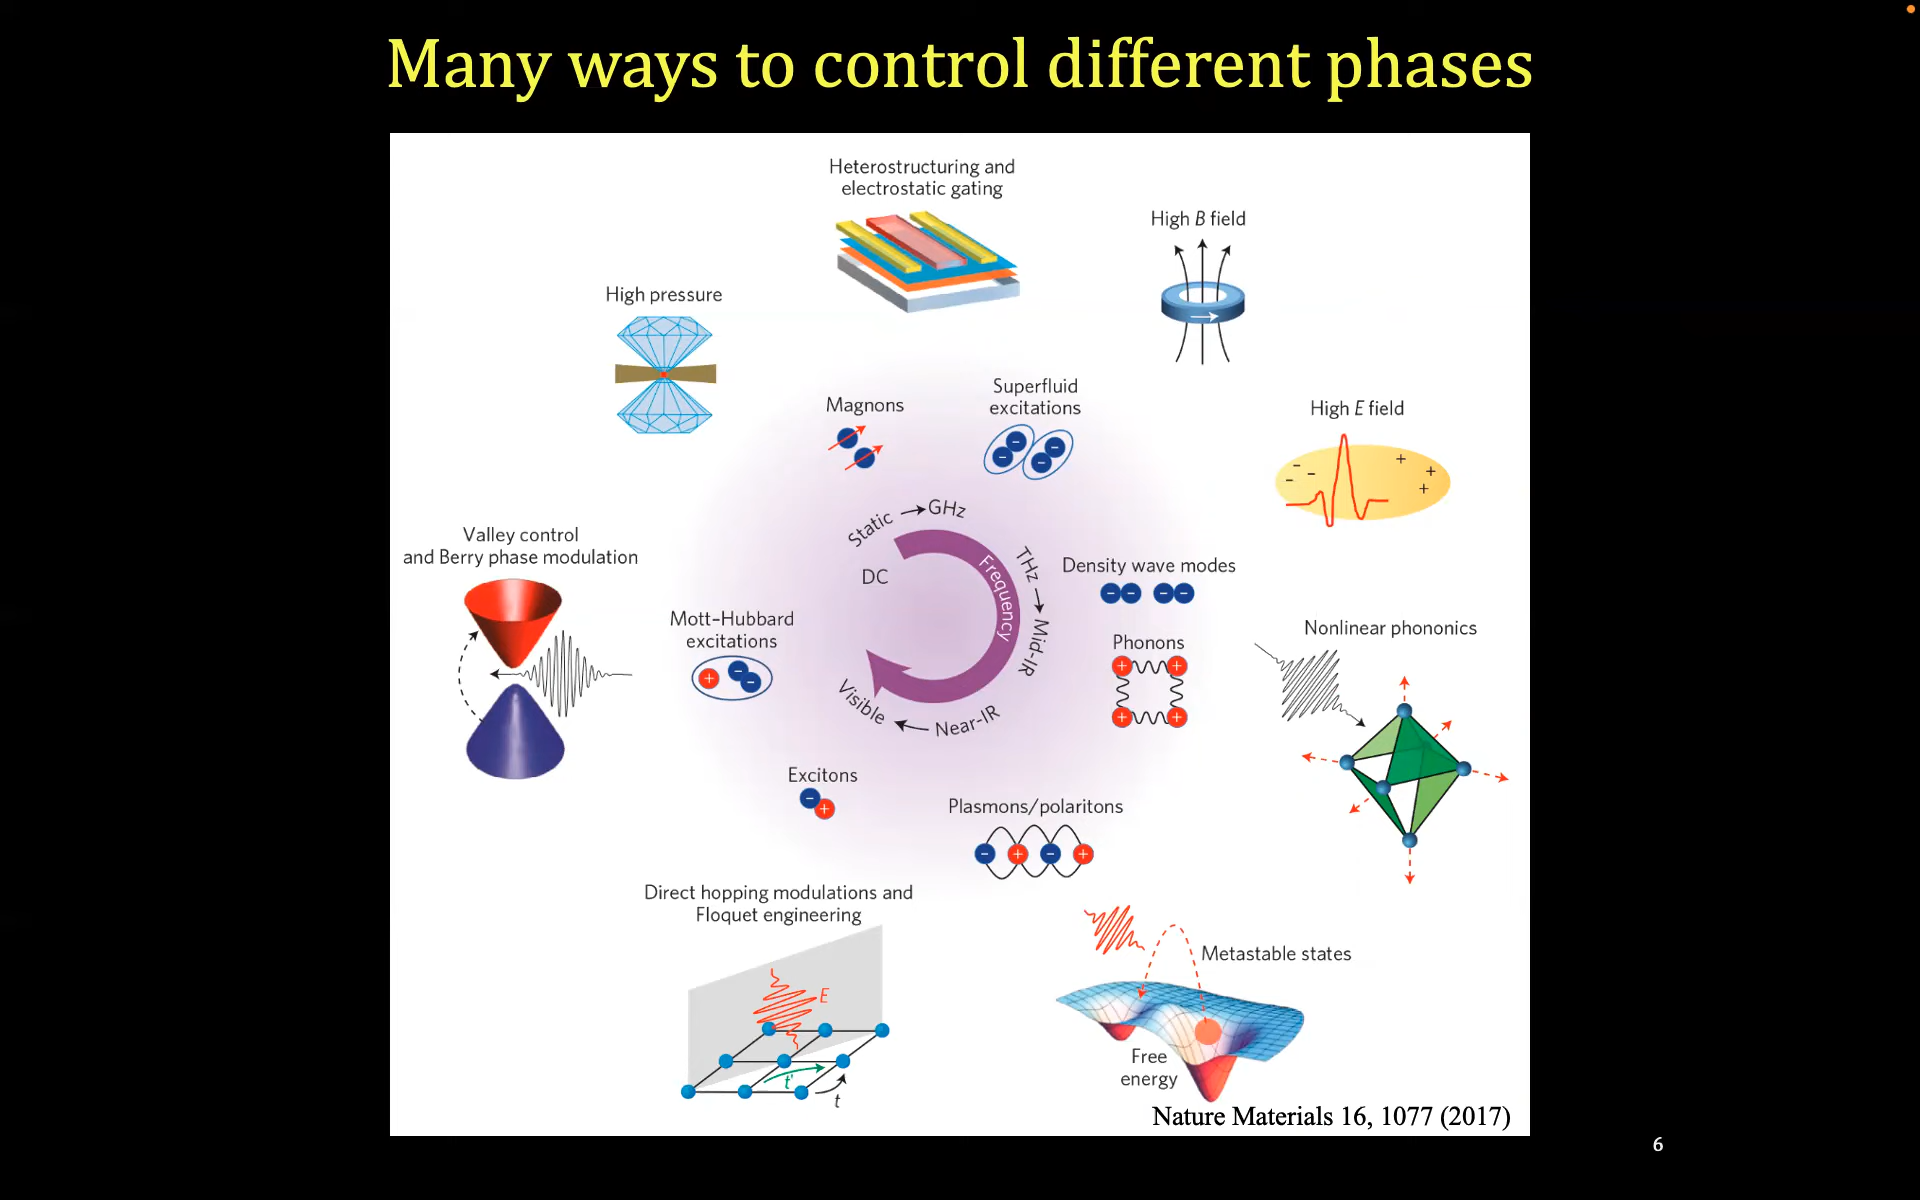 Many ways to control different phases
Heterostructuring and
electrostatic gating
High B field
High pressure
Magnons
Superfluid
excitations
High E field
Static → GHz
THz → Mid-IR
Near-IR → Visible
DC
Frequency
Valley control
and Berry phase modulation
Density wave modes
Mott–Hubbard
excitations
Phonons
Nonlinear phononics
Excitons
Plasmons/polaritons
Direct hopping modulations and
Floquet engineering
E
t'
t
Metastable states
Free
energy
Nature Materials 16, 1077 (2017)
6